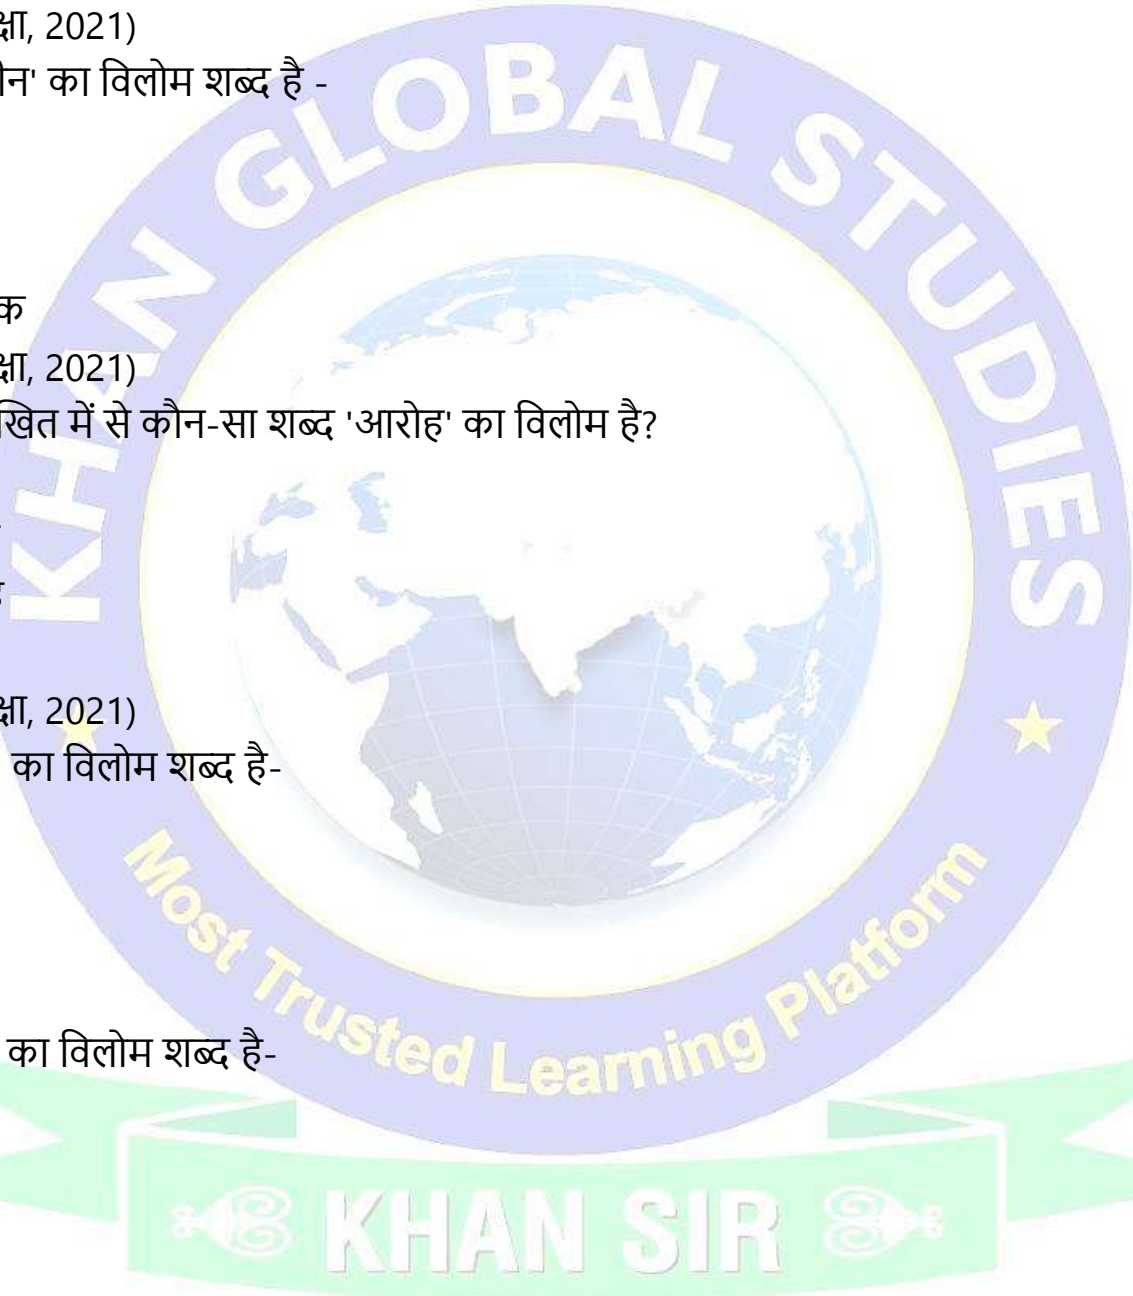 क्षा, 2021)
ीन' का विलोम शब्द है -
क
क्षा, 2021)
खित में से कौन-सा शब्द 'आरोह' का विलोम है?
ह
क्षा, 2021)
का विलोम शब्द है-
का विलोम शब्द है-
KHAN GLOBAL STUDIES
Most Trusted Learning Platform
KHAN SIR